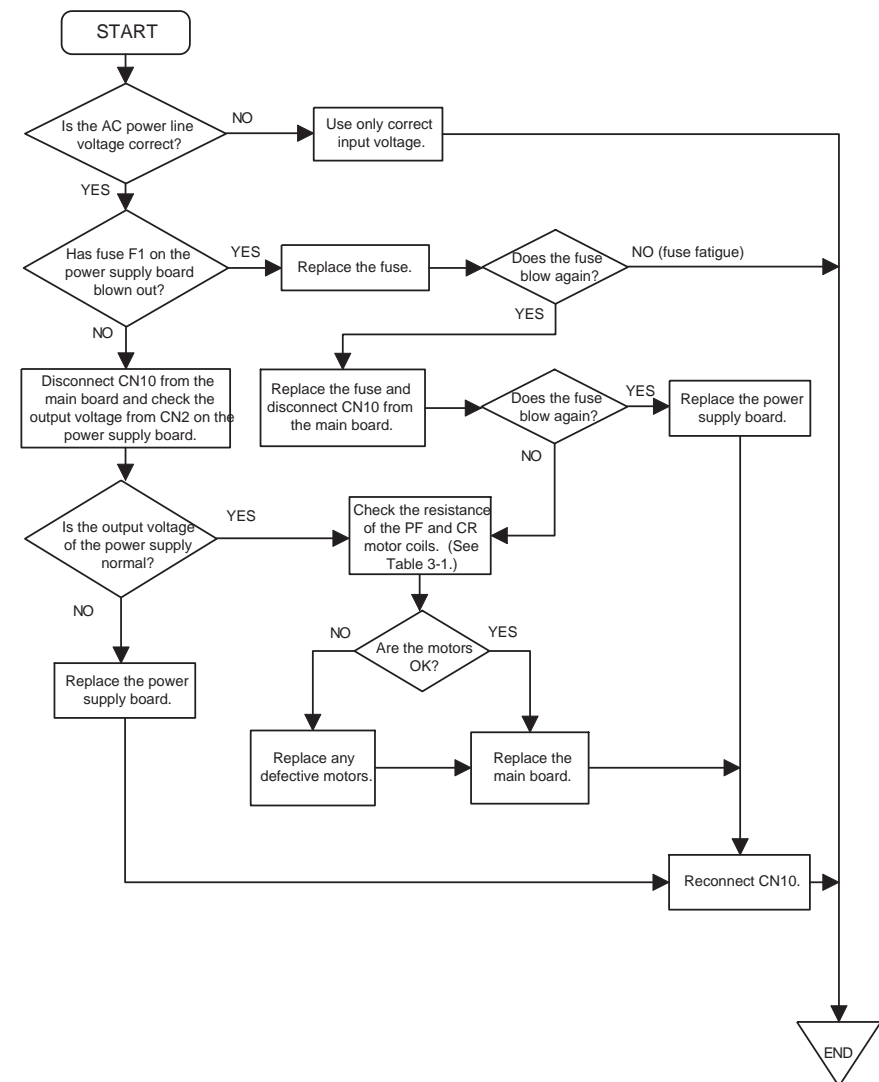 START
Is the AC power line
voltage correct?
NO
Use only correct
input voltage.
YES
Has fuse F1 on the
power supply board
blown out?
YES
Replace the fuse.
Does the fuse
blow again?
NO (fuse fatigue)
YES
NO
Disconnect CN10 from the
main board and check the
output voltage from CN2 on the
power supply board.
Replace the fuse and
disconnect CN10 from
the main board.
Does the fuse
blow again?
YES
Replace the power
supply board.
NO
Is the output voltage
of the power supply
normal?
YES
Check the resistance
of the PF and CR
motor coils. (See
Table 3-1.)
NO
NO
Are the motors
OK?
YES
Replace the power
supply board.
Replace any
defective motors.
Replace the
main board.
Reconnect CN10.
END